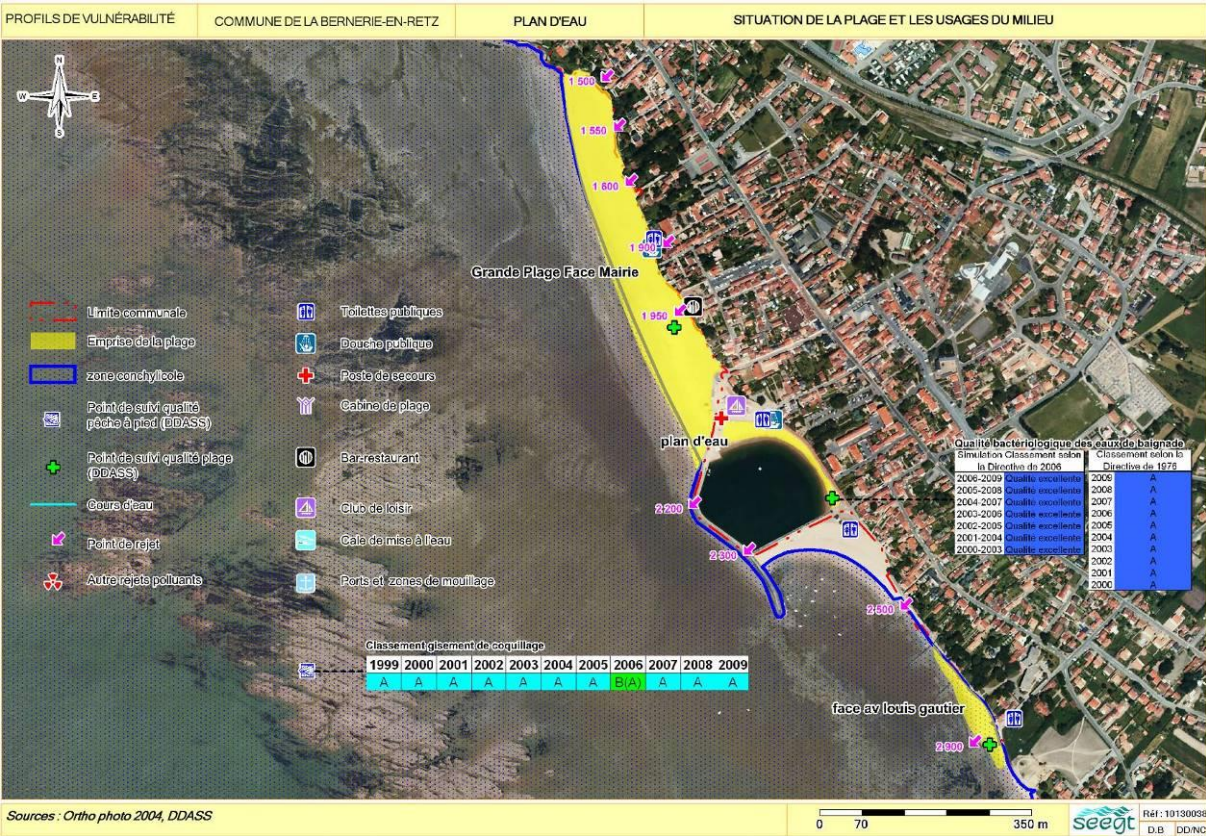 PROFILS DE VULNÉRABILITÉ
COMMUNE DE LA BERNERIE-EN-RETZ
PLAN D'EAU
SITUATION DE LA PLAGE ET LES USAGES DU MILIEU
N
W E
S
1 500
1 550
1 600
1 900
Grande Plage Face Mairie
1 950
plan d'eau
2 200
2 300
2 500
face av louis gautier
2 900
Limite communale
Emprise de la plage
zone conchylicole
Point de suivi qualité
pêche à pied (DDASS)
Point de suivi qualité plage
(DDASS)
Cours d'eau
Point de rejet
Autre rejets polluants
Toilettes publiques
Douche publique
Poste de secours
Cabine de plage
Bar-restaurant
Club de loisir
Cale de mise à l'eau
Ports et zones de mouillage
Qualité bactériologique des eaux de baignade
Simulation Classement selon
la Directive de 2006
2006-2009 Qualité excellente
2005-2008 Qualité excellente
2004-2007 Qualité excellente
2003-2006 Qualité excellente
2002-2005 Qualité excellente
2001-2004 Qualité excellente
2000-2003 Qualité excellente
Classement selon la
Directive de 1976
2009 A
2008 A
2007 A
2006 A
2005 A
2004 A
2003 A
2002 A
2001 A
2000 A
Classement gisement de coquillage
1999 2000 2001 2002 2003 2004 2005 2006 2007 2008 2009
A A A A A A A B(A) A A A
Sources : Ortho photo 2004, DDASS
0 70 350 m
seegt
Réf : 10130038
D.B DD/NC